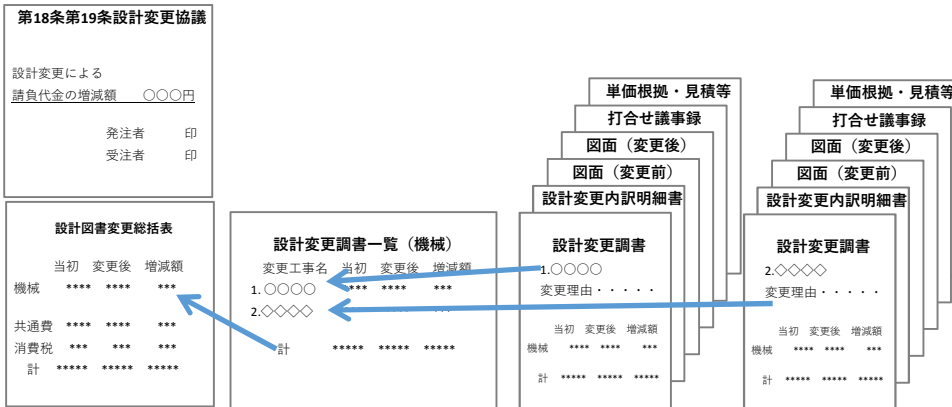 第18条第19条設計変更協議
設計変更による
請負代金の増減額　○○○円
発注者　印
受注者　印
設計図書変更総括表
当初　変更後　増減額
機械　****　****　***
共通費　****　****　***
消費税　***　***　***
計　*****　*****　*****
設計変更調書一覧（機械）
変更工事名　当初　変更後　増減額
1.○○○○　***　****　***
2.◇◇◇◇
計　*****　*****　*****
単価根拠・見積等
打合せ議事録
図面（変更後）
図面（変更前）
設計変更内訳明細書
設計変更調書
1.○○○○
変更理由・・・・・
当初　変更後　増減額
機械　****　****　***
計　*****　*****　*****
単価根拠・見積等
打合せ議事録
図面（変更後）
図面（変更前）
設計変更内訳明細書
設計変更調書
2.◇◇◇◇
変更理由・・・・・
当初　変更後　増減額
機械　****　****　***
計　*****　*****　*****